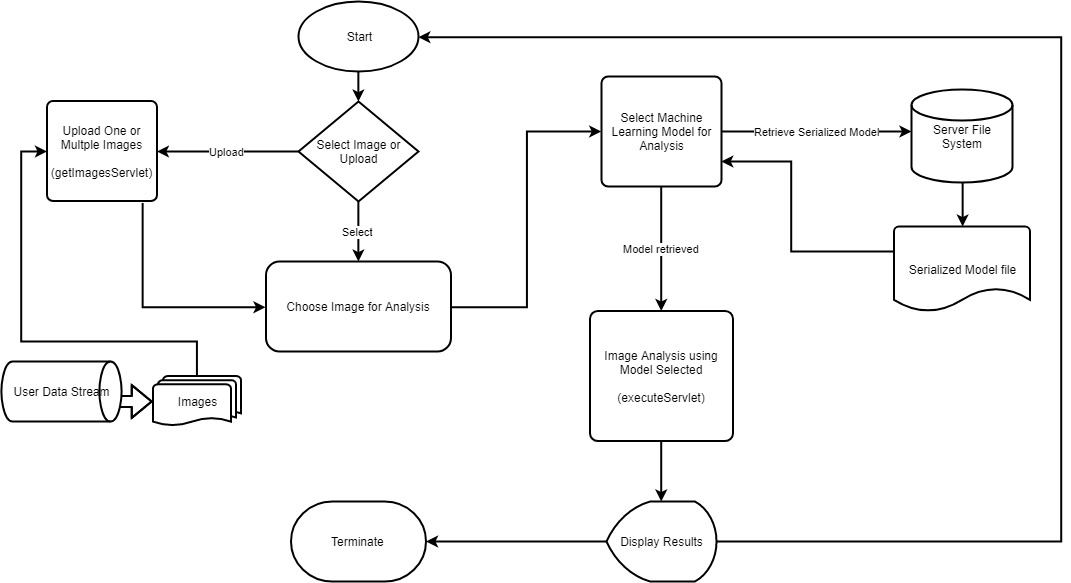 Start
Select Image or
Upload
Upload
Upload One or
Multple Images
(getImagesServlet)
Select
Choose Image for Analysis
User Data Stream
Images
Select Machine
Learning Model for
Analysis
Retrieve Serialized Model
Server File
System
Serialized Model file
Model retrieved
Image Analysis using
Model Selected
(executeServlet)
Display Results
Terminate